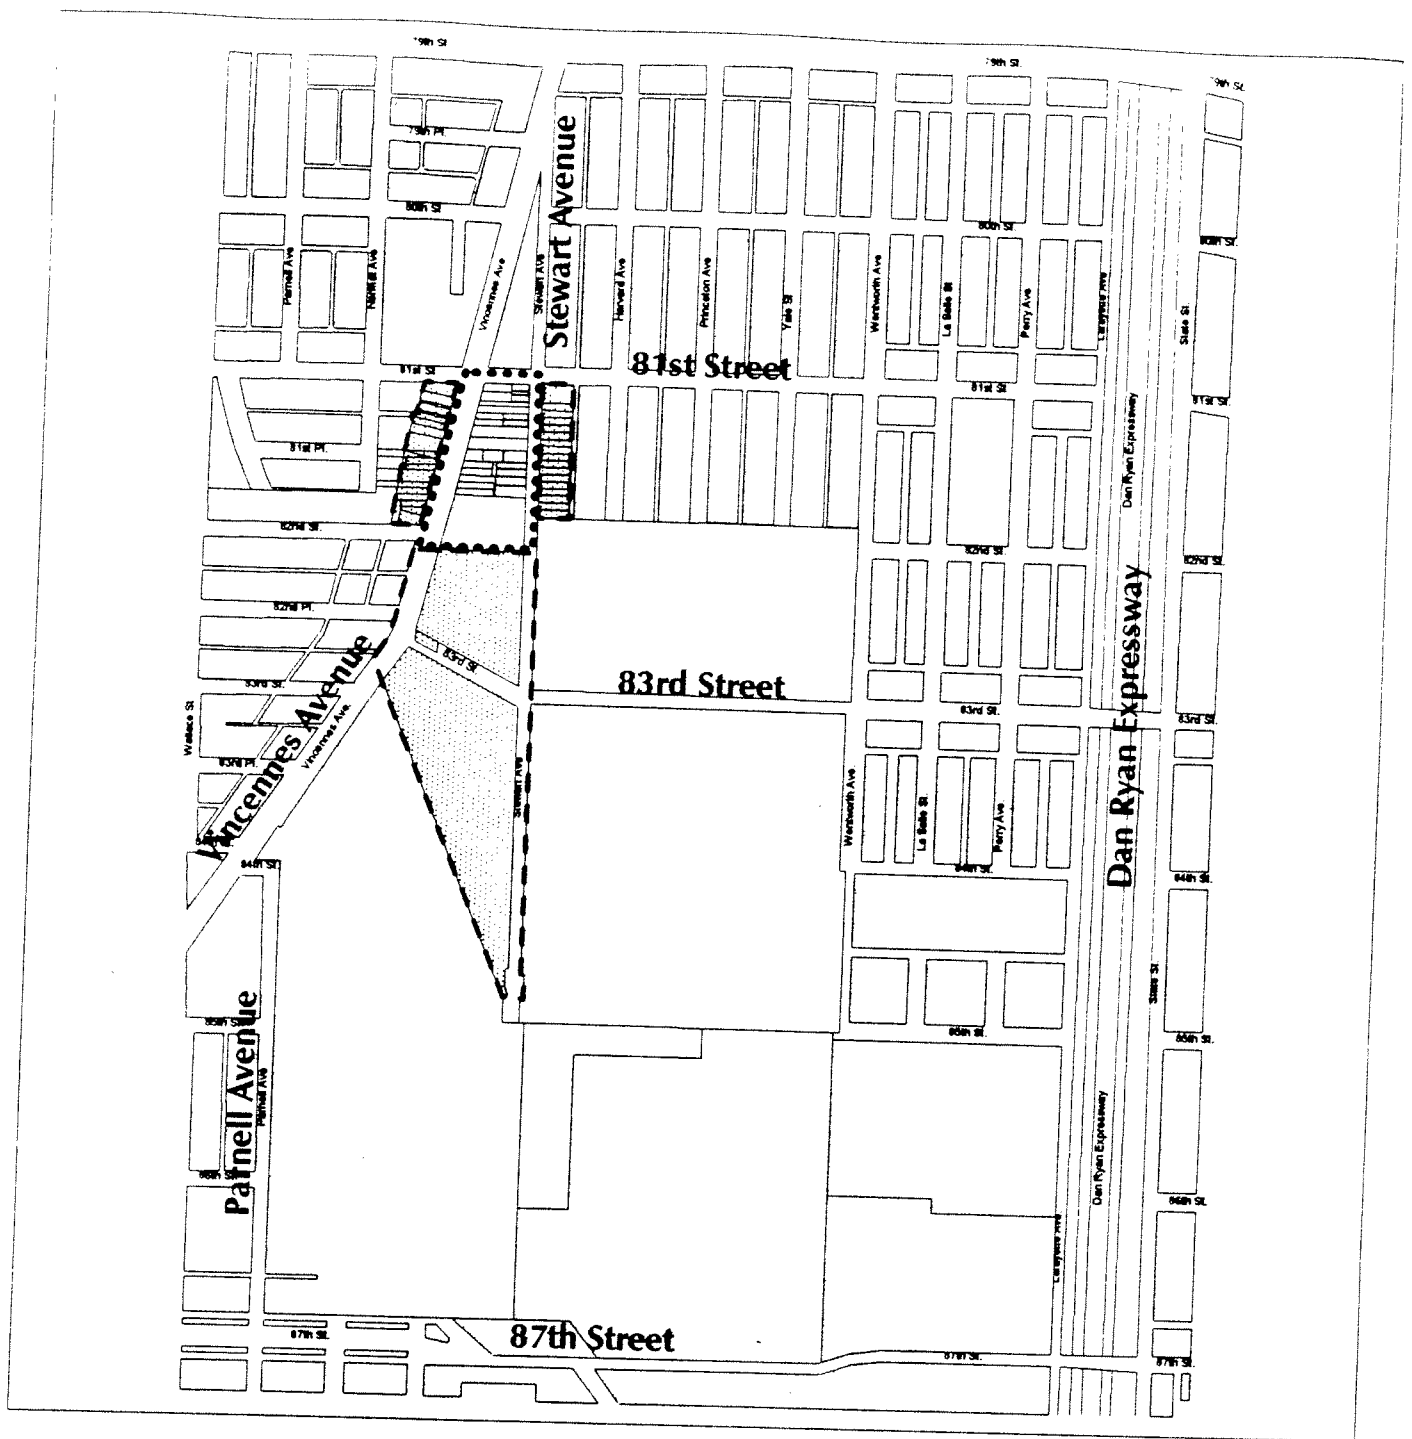 79th St.
79th St.
79th St.
79th Pl.
80th St.
80th St.
80th St.
Stewart Avenue
Parnell Ave
Normal Ave
Vincennes Ave
Stewart Ave
Harvard Ave
Princeton Ave
Yale St
Wentworth Ave
La Salle St
Perry Ave
Lafayette Ave
State St.
81st St
81st Street
81st St
81st St.
81st Pl.
Dan Ryan Expressway
82nd St.
82nd St.
82nd St.
82nd Pl.
Vincennes Avenue
83rd St
83rd Street
83rd St.
Dan Ryan Expressway
83rd St.
83rd St.
Wallace St
Vincennes Ave.
83rd Pl.
Stewart Ave
Wentworth Ave
La Salle St.
Perry Ave
84th St.
84th St.
84th St.
84th St.
State St.
Parnell Avenue
85th St.
85th St.
85th St.
Parnell Ave
Dan Ryan Expressway
86th St.
86th St.
Lafayette Ave
87th St.
87th Street
87th St.
87th St.